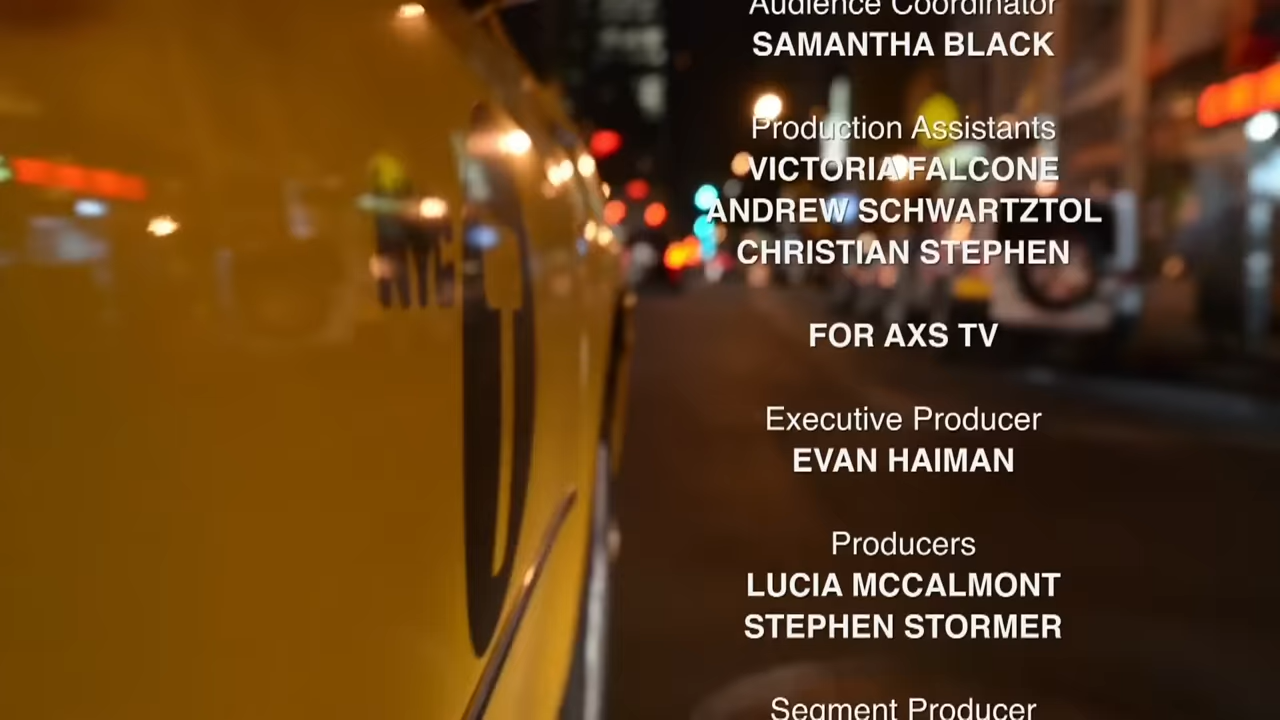 Audience Coordinator
SAMANTHA BLACK
Production Assistants
VICTORIA FALCONE
ANDREW SCHWARTZTOL
CHRISTIAN STEPHEN
FOR AXS TV
Executive Producer
EVAN HAIMAN
Producers
LUCIA MCCALMONT
STEPHEN STORMER
Segment Producer